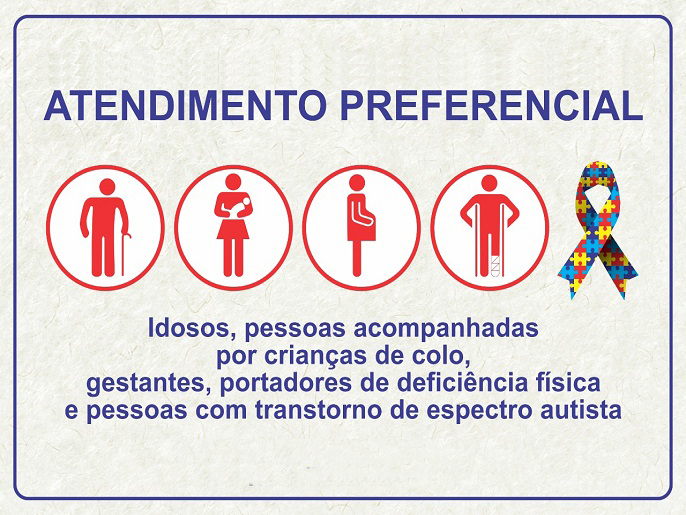 ATENDIMENTO PREFERENCIAL
Idosos, pessoas acompanhadas
por crianças de colo,
gestantes, portadores de deficiência física
e pessoas com transtorno de espectro autista